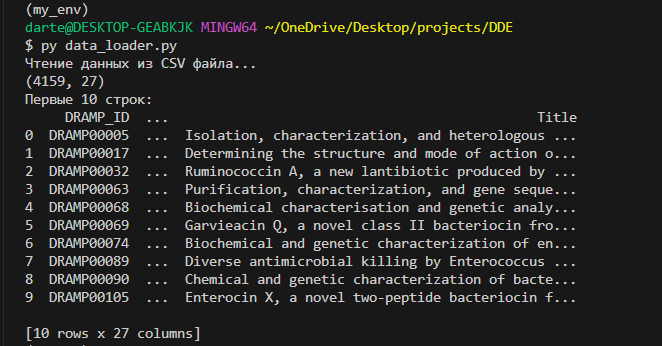 (my_env)
darte@DESKTOP-GEABKJK MINGW64 ~/OneDrive/Desktop/projects/DDE
$ py data_loader.py
Чтение данных из CSV файла...
(4159, 27)
Первые 10 строк:
DRAMP_ID ... Title
0 DRAMP00005 ... Isolation, characterization, and heterologous ...
1 DRAMP00017 ... Determining the structure and mode of action o...
2 DRAMP00032 ... Ruminococcin A, a new lantibiotic produced by ...
3 DRAMP00063 ... Purification, characterization, and gene seque...
4 DRAMP00068 ... Biochemical characterisation and genetic analy...
5 DRAMP00069 ... Garvieacin Q, a novel class II bacteriocin fro...
6 DRAMP00074 ... Biochemical and genetic characterization of en...
7 DRAMP00089 ... Diverse antimicrobial killing by Enterococcus ...
8 DRAMP00090 ... Chemical and genetic characterization of bacte...
9 DRAMP00105 ... Enterocin X, a novel two-peptide bacteriocin f...
[10 rows x 27 columns]